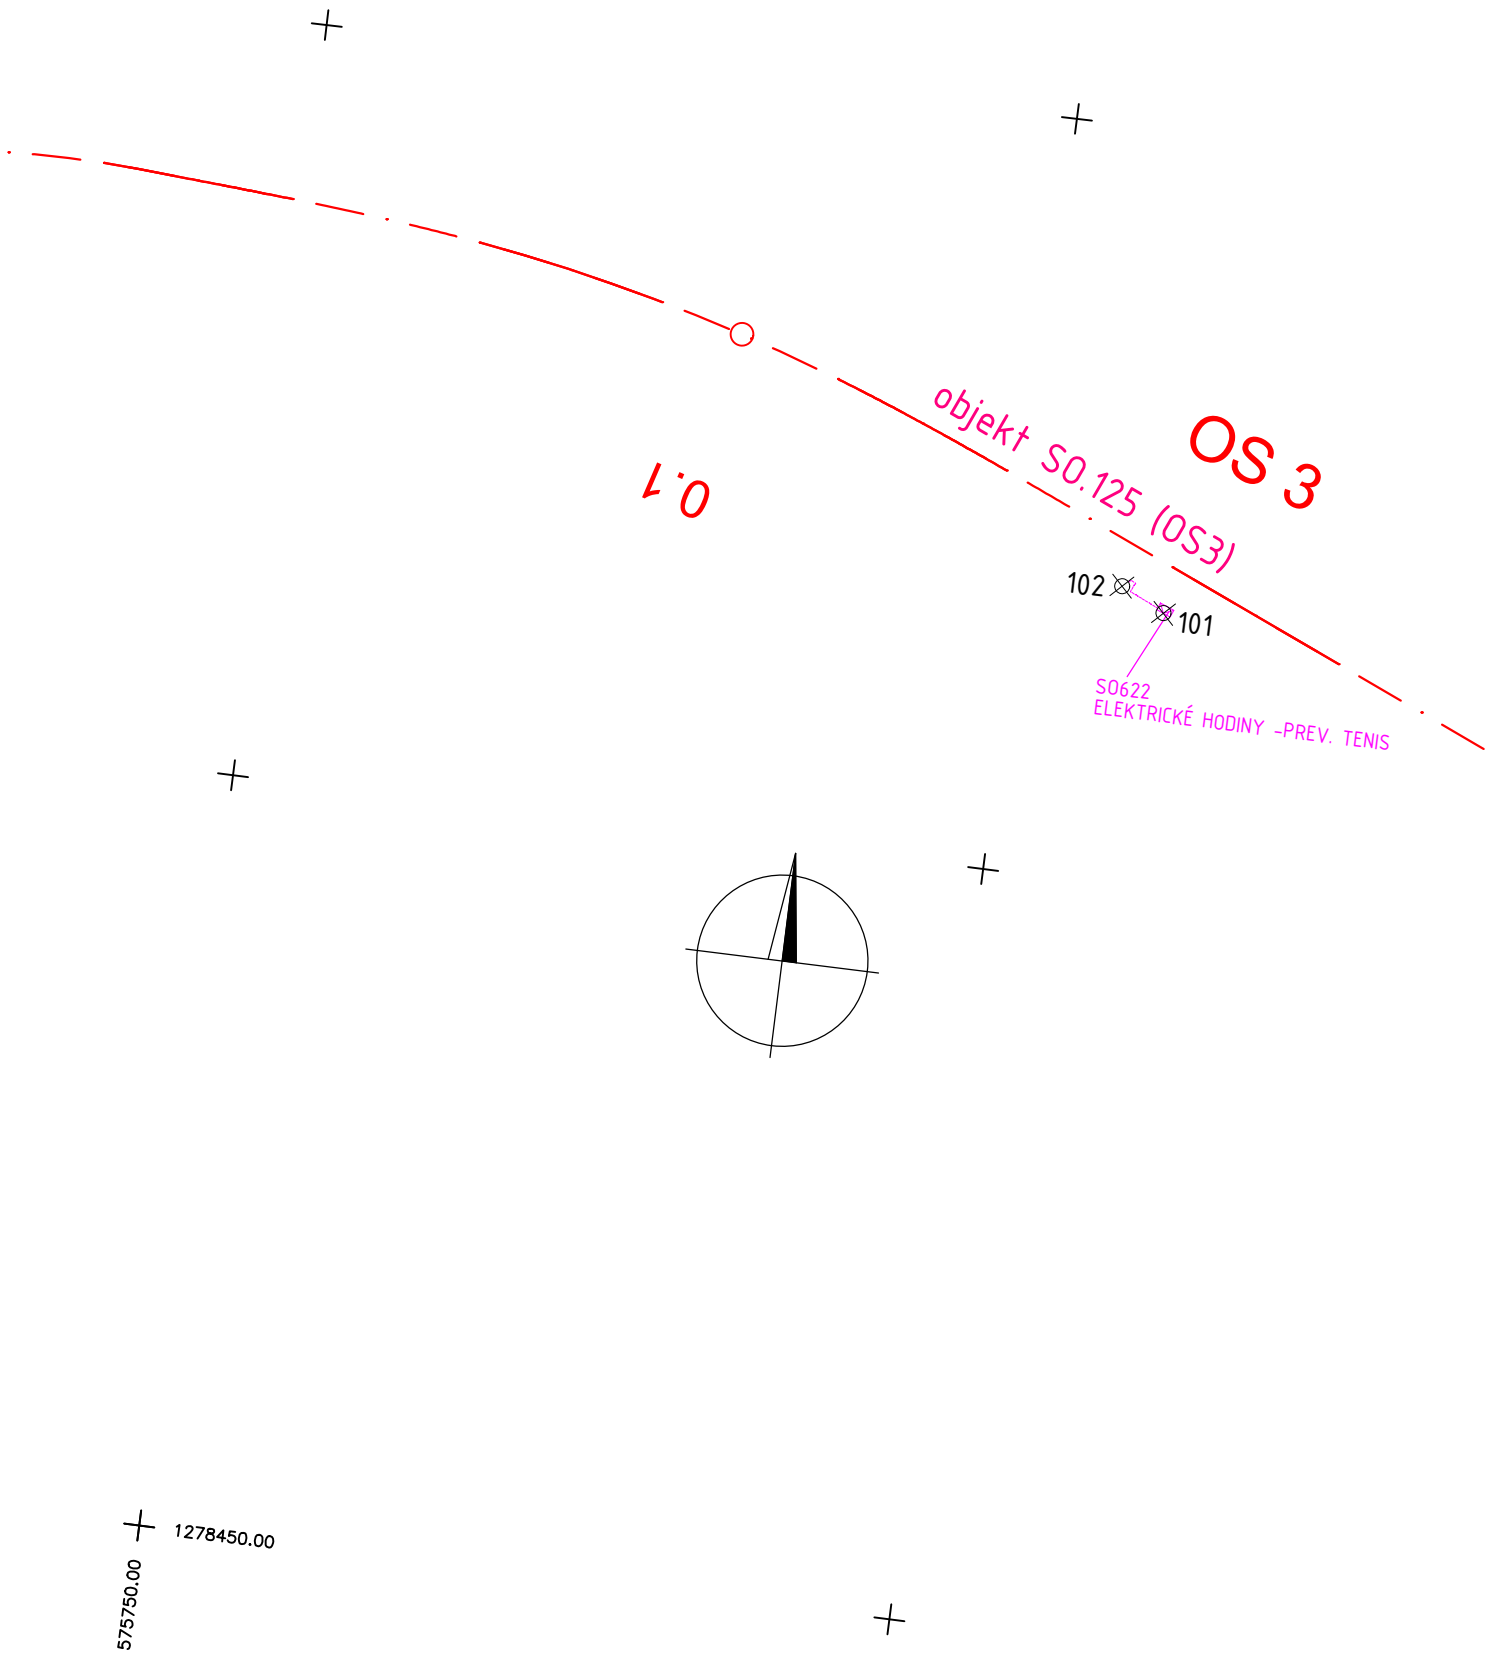 objekt SO.125 (OS3)
OS 3
0.1
102
101
SO622
ELEKTRICKÉ HODINY -PREV. TENIS
1278450.00
575750.00